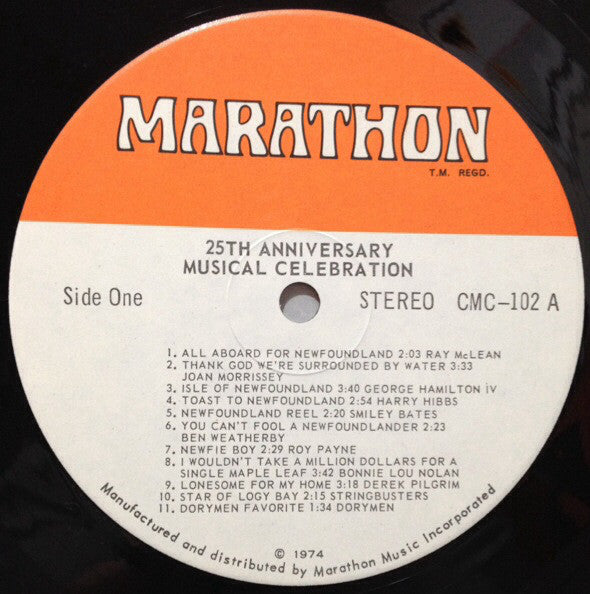 MARATHON
T.M. REGD.
25TH ANNIVERSARY
MUSICAL CELEBRATION
Side One
STEREO CMC-102 A
1. ALL ABOARD FOR NEWFOUNDLAND 2:03 RAY McLEAN
2. THANK GOD WE'RE SURROUNDED BY WATER 3:33
JOAN MORRISSEY
3. ISLE OF NEWFOUNDLAND 3:40 GEORGE HAMILTON iV
4. TOAST TO NEWFOUNDLAND 2:54 HARRY HIBBS
5. NEWFOUNDLAND REEL 2:20 SMILEY BATES
6. YOU CAN'T FOOL A NEWFOUNDLANDER 2:23
BEN WEATHERBY
7. NEWFIE BOY 2:29 ROY PAYNE
8. I WOULDN'T TAKE A MILLION DOLLARS FOR A
SINGLE MAPLE LEAF 3:42 BONNIE LOU NOLAN
9. LONESOME FOR MY HOME 3:18 DEREK PILGRIM
10. STAR OF LOGY BAY 2:15 STRINGBUSTERS
11. DORYMEN FAVORITE 1:34 DORYMEN
© 1974
Manufactured and distributed by Marathon Music Incorporated